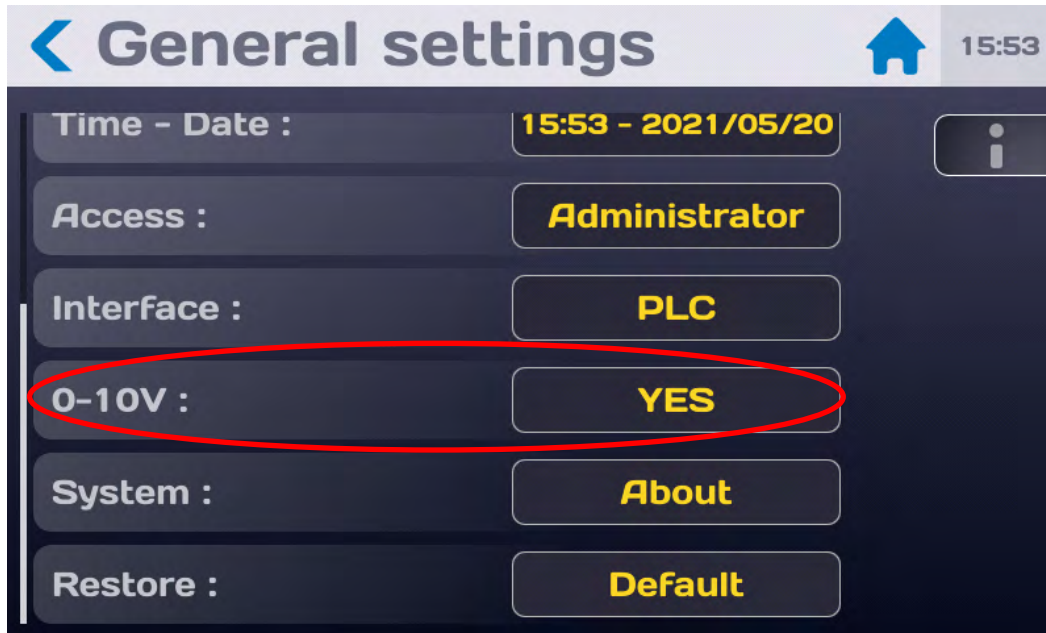 General settings
15:53
Time - Date : 15:53 - 2021/05/20
Access : Administrator
Interface : PLC
0-10V : YES
System : About
Restore : Default